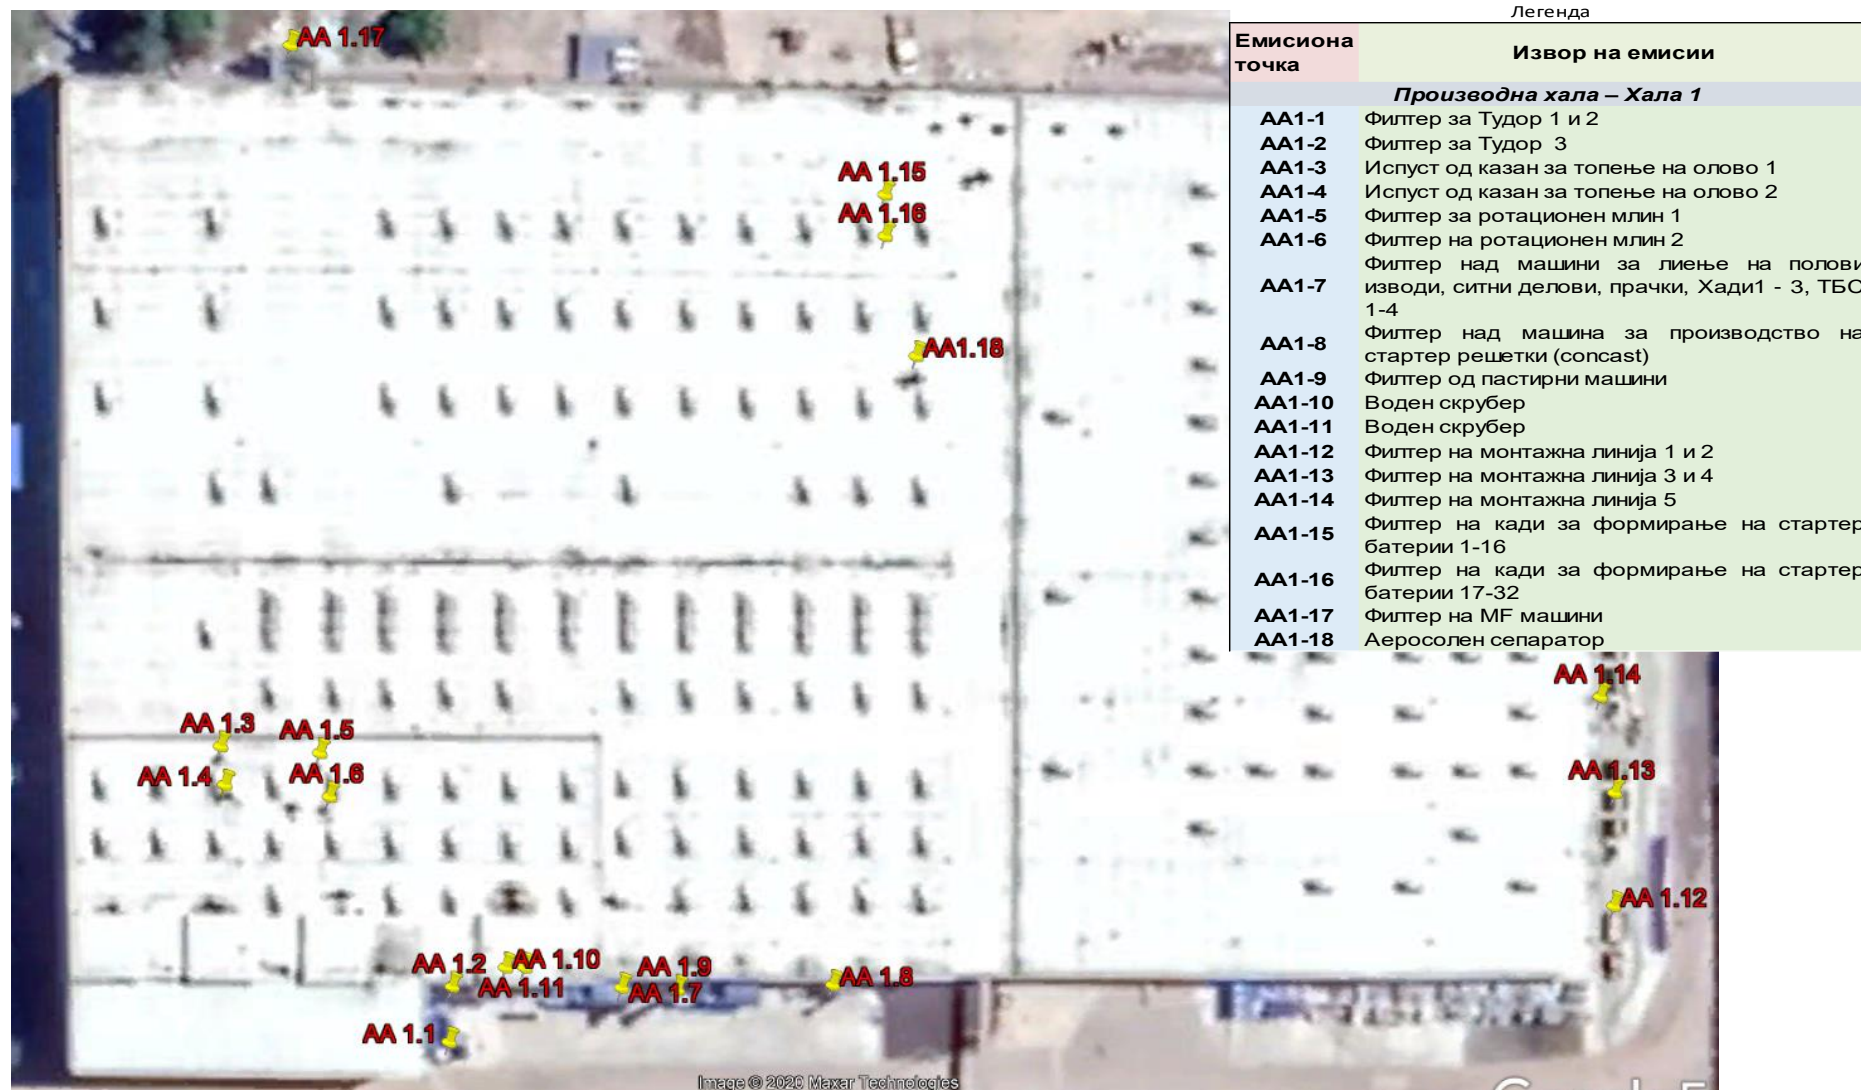 Легенда
Емисиона точка
Извор на емисии
Производна хала – Хала 1
AA1-1 Филтер за Тудор 1 и 2
AA1-2 Филтер за Тудор 3
AA1-3 Испуст од казан за топење на олово 1
AA1-4 Испуст од казан за топење на олово 2
AA1-5 Филтер за ротационен млин 1
AA1-6 Филтер на ротационен млин 2
AA1-7 Филтер над машини за лиење на полови
изводи, ситни делови, прачки, Хади1 - 3, ТБС
1-4
AA1-8 Филтер над машина за производство на
стартер решетки (concast)
AA1-9 Филтер од пастирни машини
AA1-10 Воден скрубер
AA1-11 Воден скрубер
AA1-12 Филтер на монтажна линија 1 и 2
AA1-13 Филтер на монтажна линија 3 и 4
AA1-14 Филтер на монтажна линија 5
AA1-15 Филтер на кади за формирање на стартер
батерии 1-16
AA1-16 Филтер на кади за формирање на стартер
батерии 17-32
AA1-17 Филтер на MF машини
AA1-18 Аеросолен сепаратор
AA 1.17
AA 1.15
AA 1.16
AA1.18
AA 1.14
AA 1.3
AA 1.5
AA 1.4
AA 1.6
AA 1.13
AA 1.12
AA 1.2
AA 1.10
AA 1.9
AA 1.8
AA 1.11
AA 1.7
AA 1.1
Image © 2020 Maxar Technologies